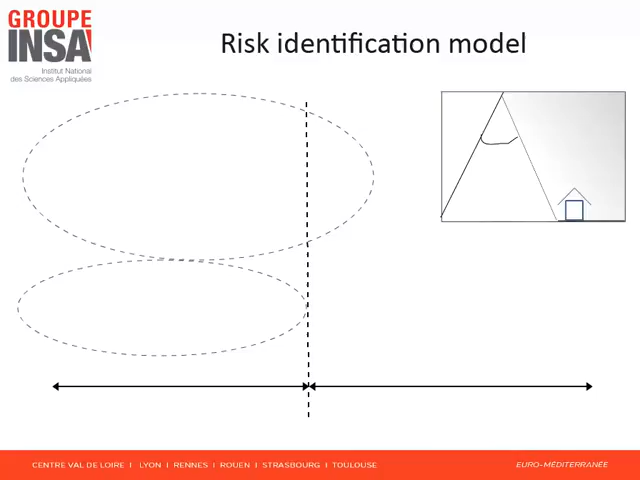 GROUPE
INSA
Institut National
des Sciences Appliquées
Risk identification model
CENTRE VAL DE LOIRE I LYON I RENNES I ROUEN I STRASBOURG I TOULOUSE
EURO-MÉDITERRANÉE